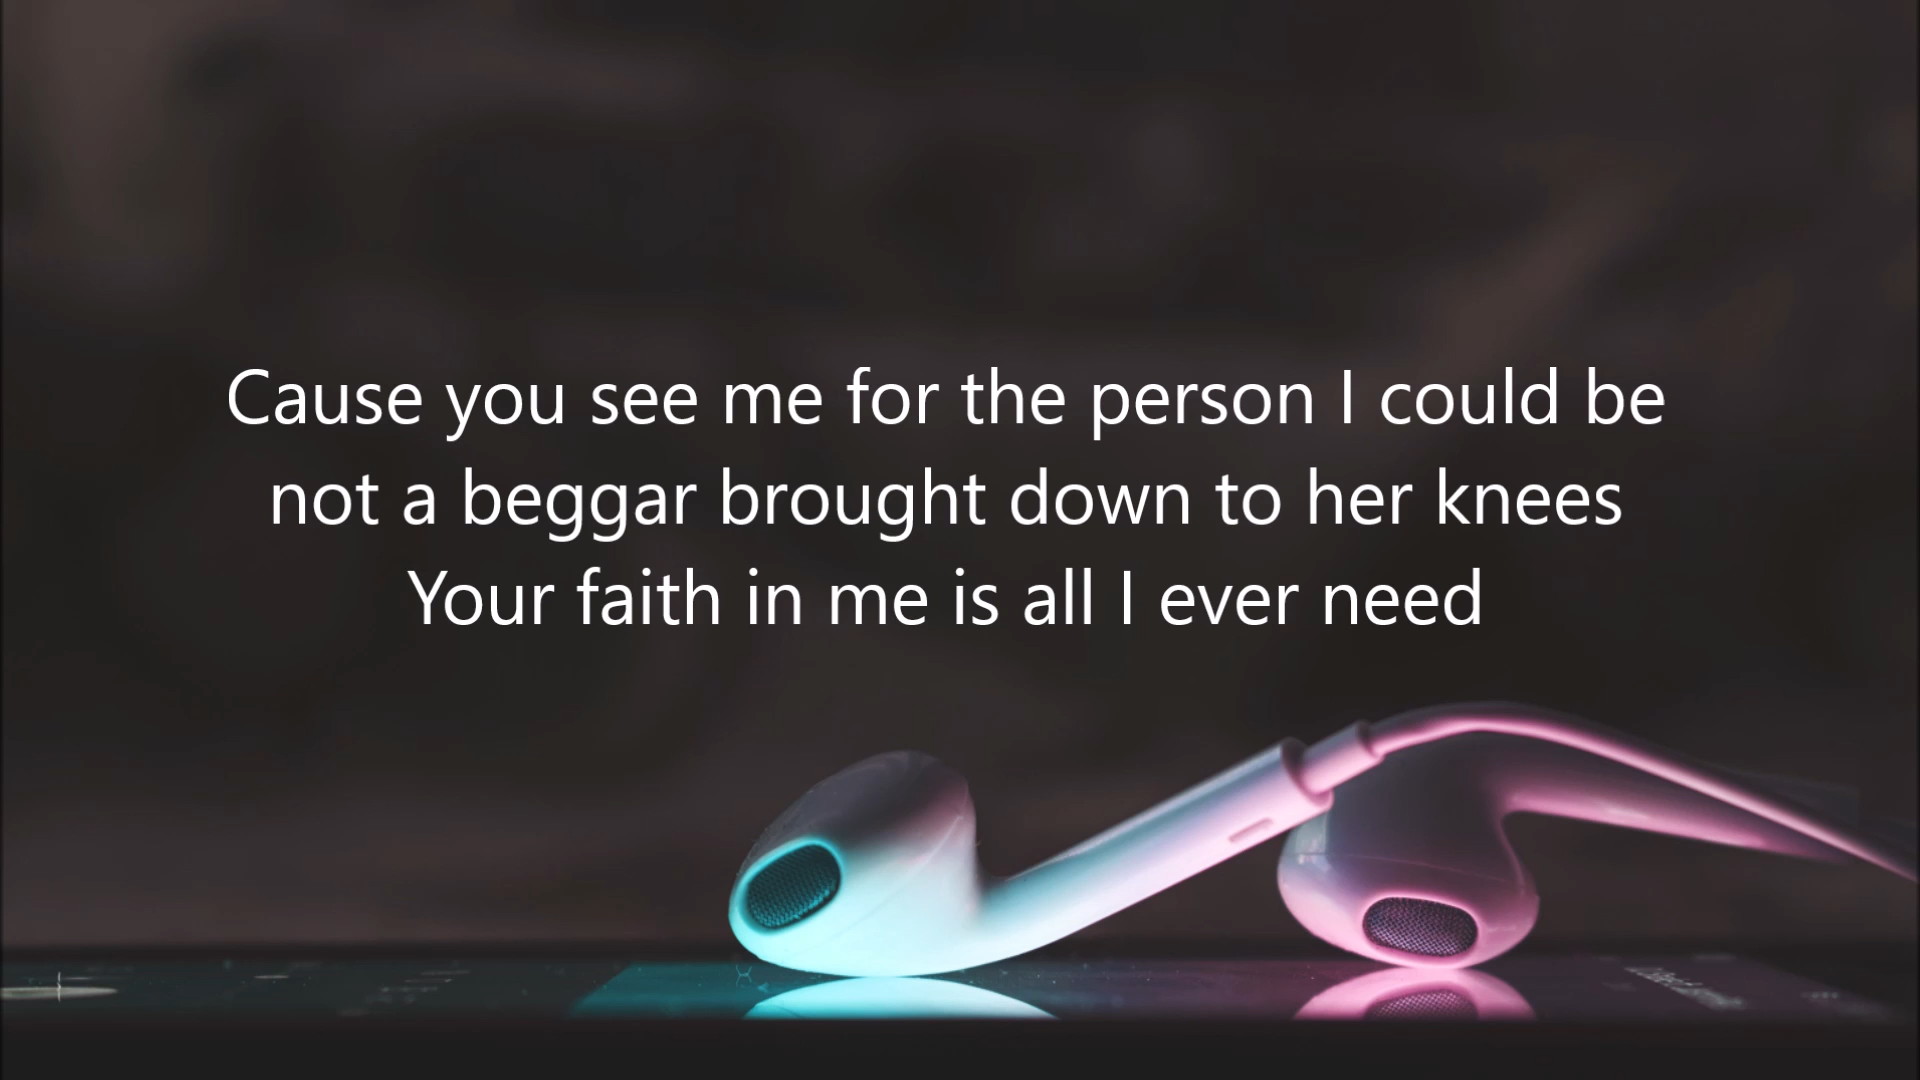 Cause you see me for the person I could be
not a beggar brought down to her knees
Your faith in me is all I ever need